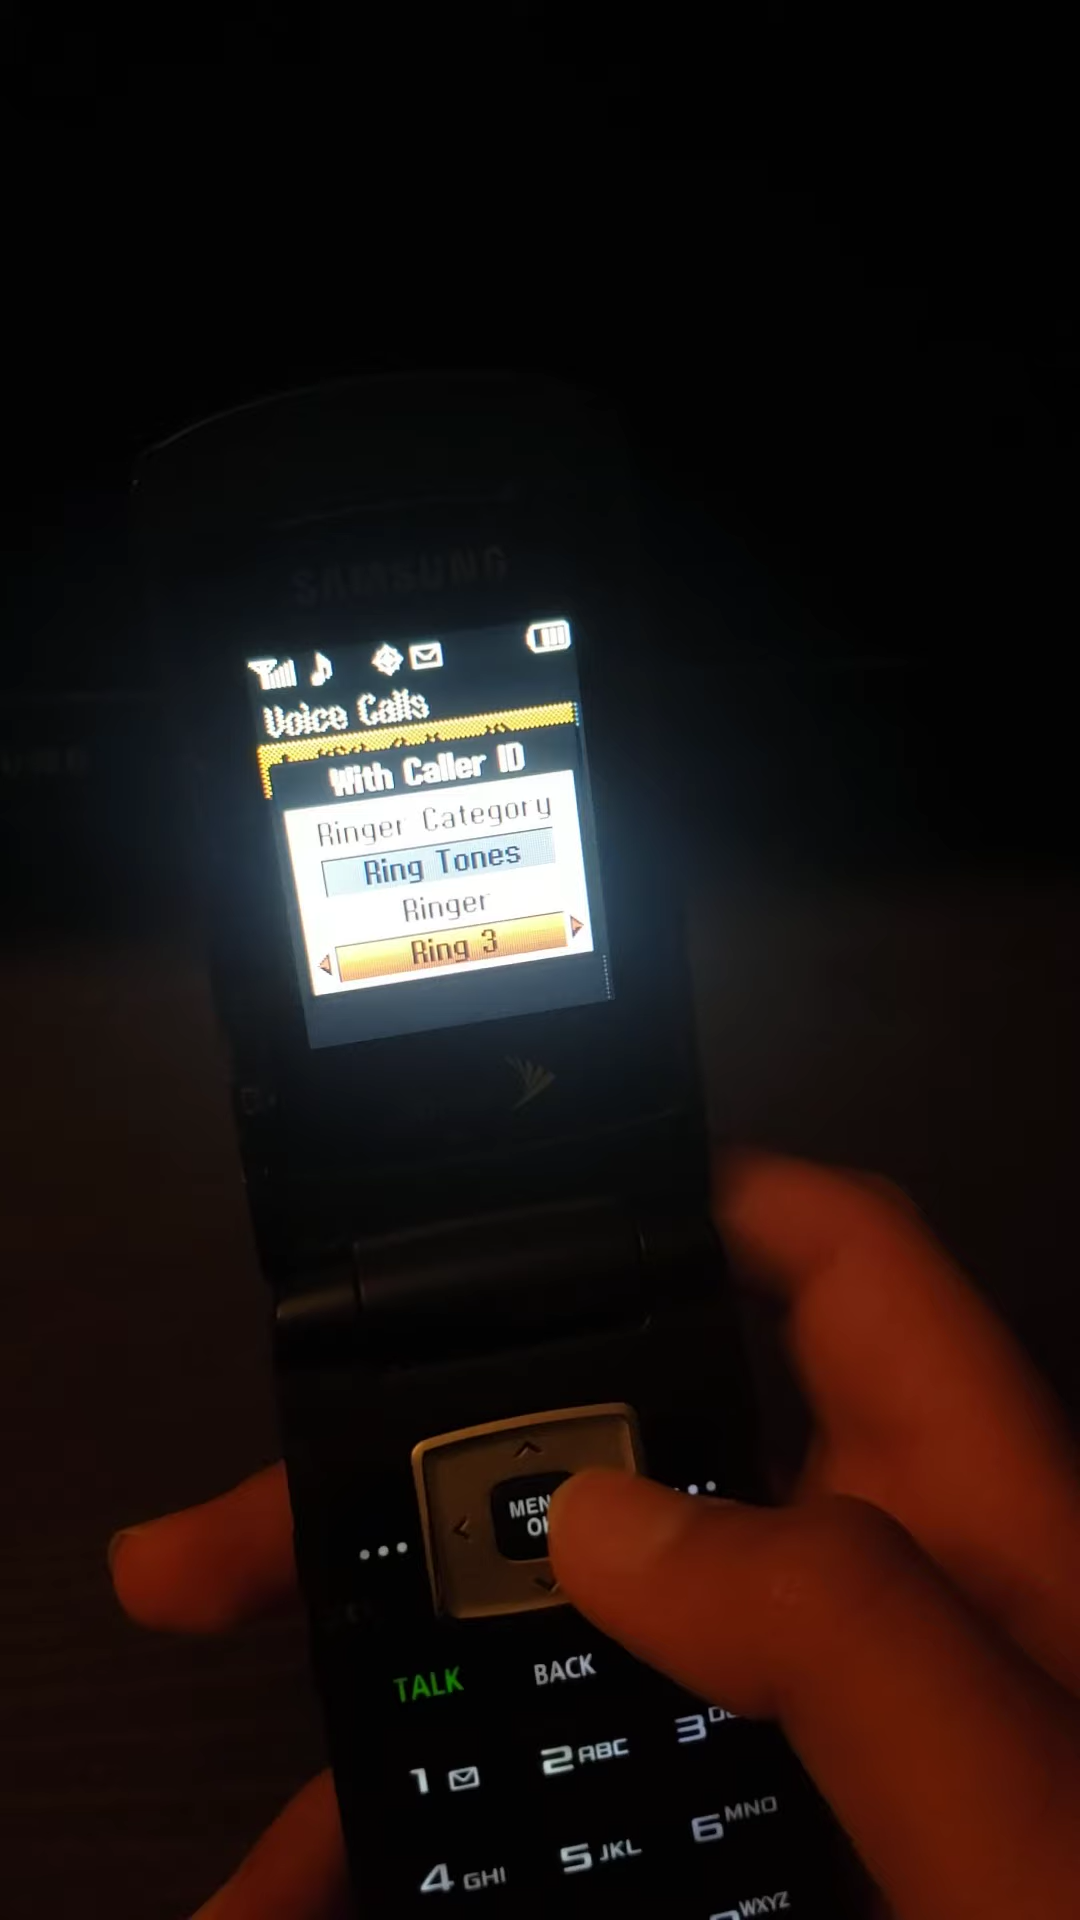 SAMSUNG
Voice Calls
With Caller ID
Ringer Category
Ring Tones
Ringer
Ring 3
TALK
BACK
1
2 ABC
3
4 GHI
5 JKL
6 MNO
WXYZ